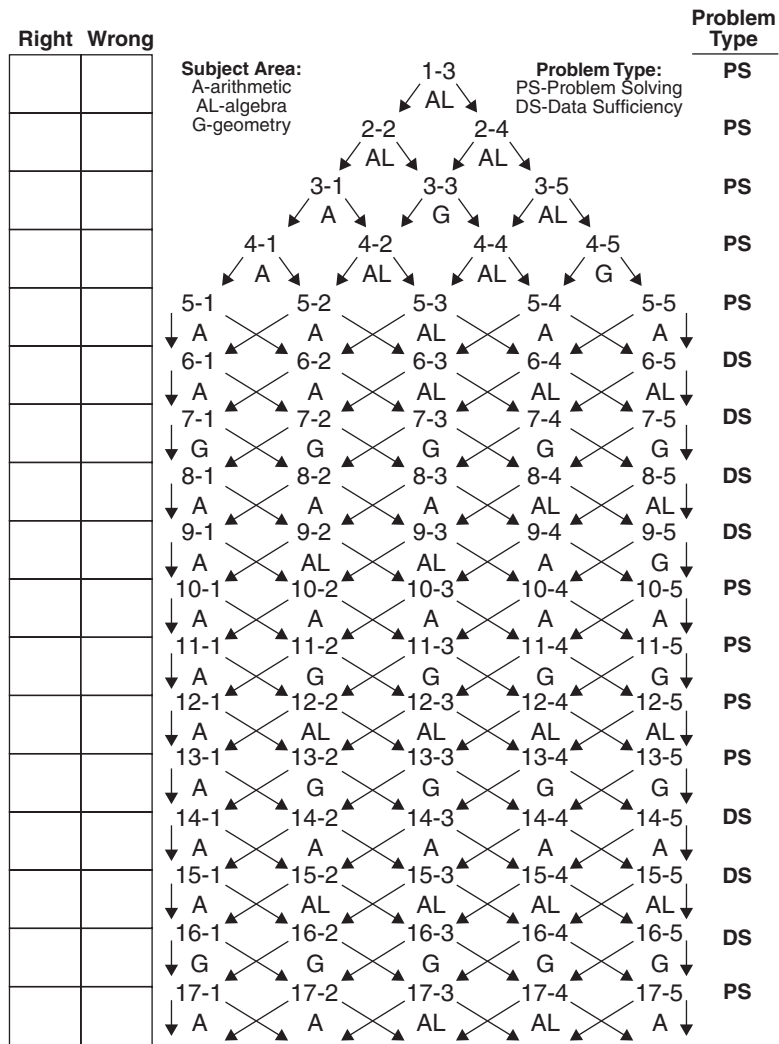 Right Wrong
Problem
Type
Subject Area:
A-arithmetic
AL-algebra
G-geometry
Problem Type:
PS-Problem Solving
DS-Data Sufficiency
1-3 PS
AL
2-2 2-4 PS
AL AL
3-1 3-3 3-5 PS
A G AL
4-1 4-2 4-4 4-5 PS
A AL AL G
5-1 5-2 5-3 5-4 5-5 PS
A A AL A A
6-1 6-2 6-3 6-4 6-5 DS
A A AL AL AL
7-1 7-2 7-3 7-4 7-5 DS
G G G G G
8-1 8-2 8-3 8-4 8-5 DS
A A A AL AL
9-1 9-2 9-3 9-4 9-5 DS
A AL AL A G
10-1 10-2 10-3 10-4 10-5 PS
A A A A A
11-1 11-2 11-3 11-4 11-5 PS
A G G G G
12-1 12-2 12-3 12-4 12-5 PS
A AL AL AL AL
13-1 13-2 13-3 13-4 13-5 PS
A G G G G
14-1 14-2 14-3 14-4 14-5 DS
A A A A A
15-1 15-2 15-3 15-4 15-5 DS
A AL AL AL AL
16-1 16-2 16-3 16-4 16-5 DS
G G G G G
17-1 17-2 17-3 17-4 17-5 PS
A A AL AL A